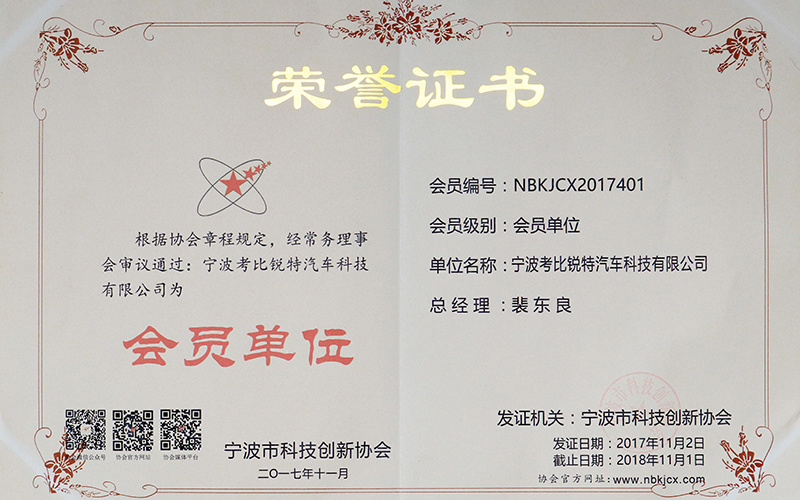 荣誉证书
根据协会章程规定，经常务理事
会审议通过：宁波考比锐特汽车科技
有限公司为
会员单位
协会官方网址
协会媒体平台
宁波市科技创新协会
二〇一七年十一月
会员编号：NBKJCX2017401
会员级别：会员单位
单位名称：宁波考比锐特汽车科技有限公司
总经理：裴东良
发证机关：宁波市科技创新协会
发证日期：2017年11月2日
截止日期：2018年11月1日
协会官方网址:www.nbkjcx.com